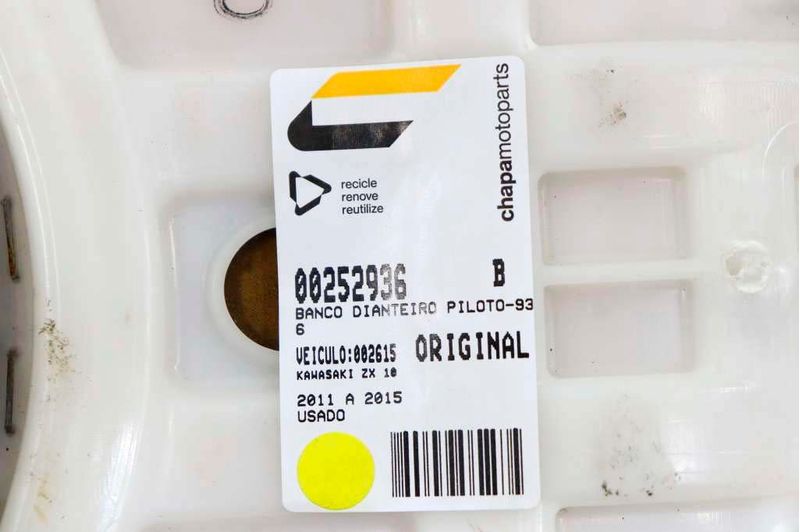 chapamotoparts
recicle
renove
reutilize
00252936 B
BANCO DIANTEIRO PILOTO-93
6
VEICULO:002615 ORIGINAL
KAWASAKI ZX 10
2011 A 2015
USADO